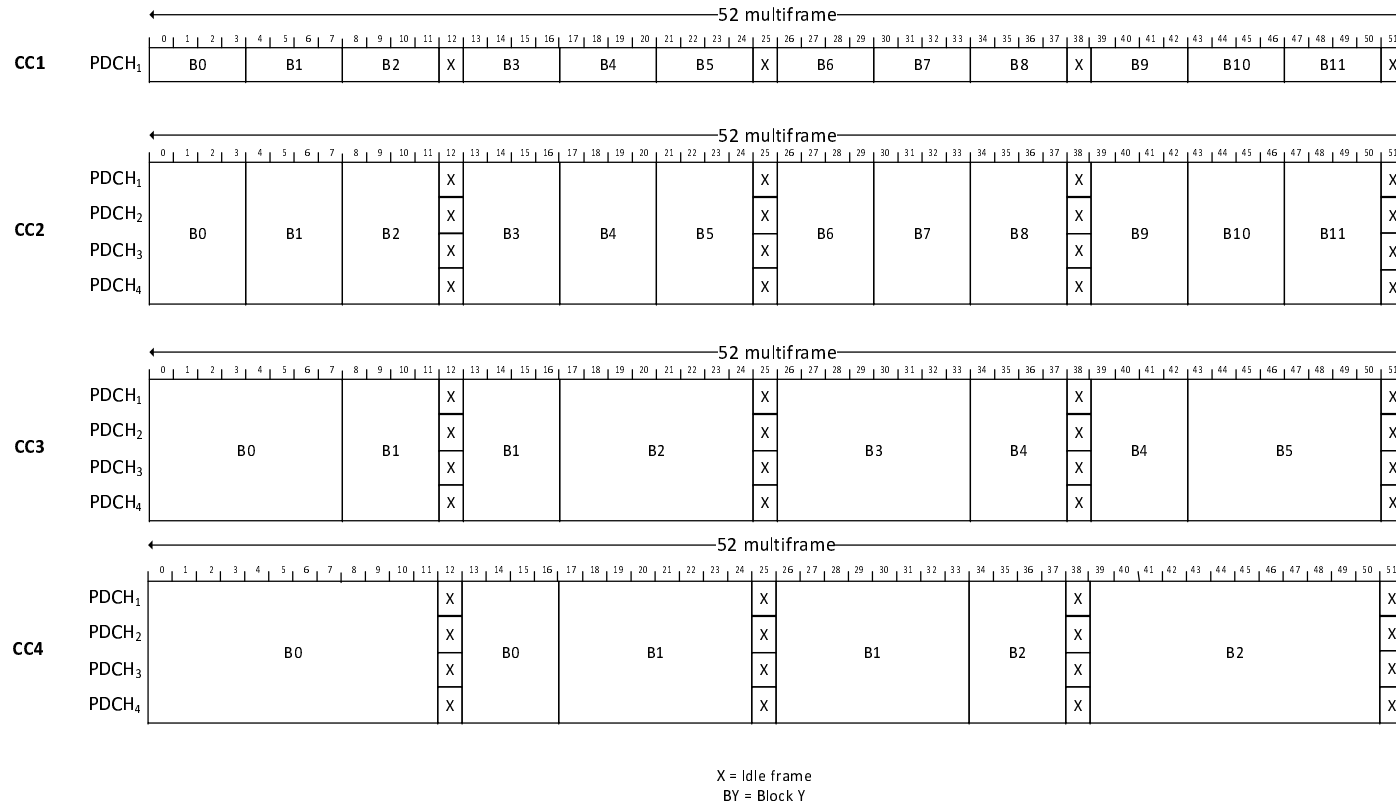 52 multiframe
0 1 2 3 4 5 6 7 8 9 10 11 12 13 14 15 16 17 18 19 20 21 22 23 24 25 26 27 28 29 30 31 32 33 34 35 36 37 38 39 40 41 42 43 44 45 46 47 48 49 50 51
CC1 PDCH1 B0 B1 B2 X B3 B4 B5 X B6 B7 B8 X B9 B10 B11 X
52 multiframe
0 1 2 3 4 5 6 7 8 9 10 11 12 13 14 15 16 17 18 19 20 21 22 23 24 25 26 27 28 29 30 31 32 33 34 35 36 37 38 39 40 41 42 43 44 45 46 47 48 49 50 51
PDCH1 X X X X
PDCH2 X X X X
CC2 B0 B1 B2 B3 B4 B5 B6 B7 B8 B9 B10 B11
PDCH3 X X X X
PDCH4 X X X X
52 multiframe
0 1 2 3 4 5 6 7 8 9 10 11 12 13 14 15 16 17 18 19 20 21 22 23 24 25 26 27 28 29 30 31 32 33 34 35 36 37 38 39 40 41 42 43 44 45 46 47 48 49 50 51
PDCH1 X X X X
PDCH2 X X X X
CC3 B0 B1 B1 B2 B3 B4 B4 B5
PDCH3 X X X X
PDCH4 X X X X
52 multiframe
0 1 2 3 4 5 6 7 8 9 10 11 12 13 14 15 16 17 18 19 20 21 22 23 24 25 26 27 28 29 30 31 32 33 34 35 36 37 38 39 40 41 42 43 44 45 46 47 48 49 50 51
PDCH1 X X X X
PDCH2 X X X X
CC4 B0 B0 B1 B1 B2 B2
PDCH3 X X X X
PDCH4 X X X X
X = Idle frame
BY = Block Y